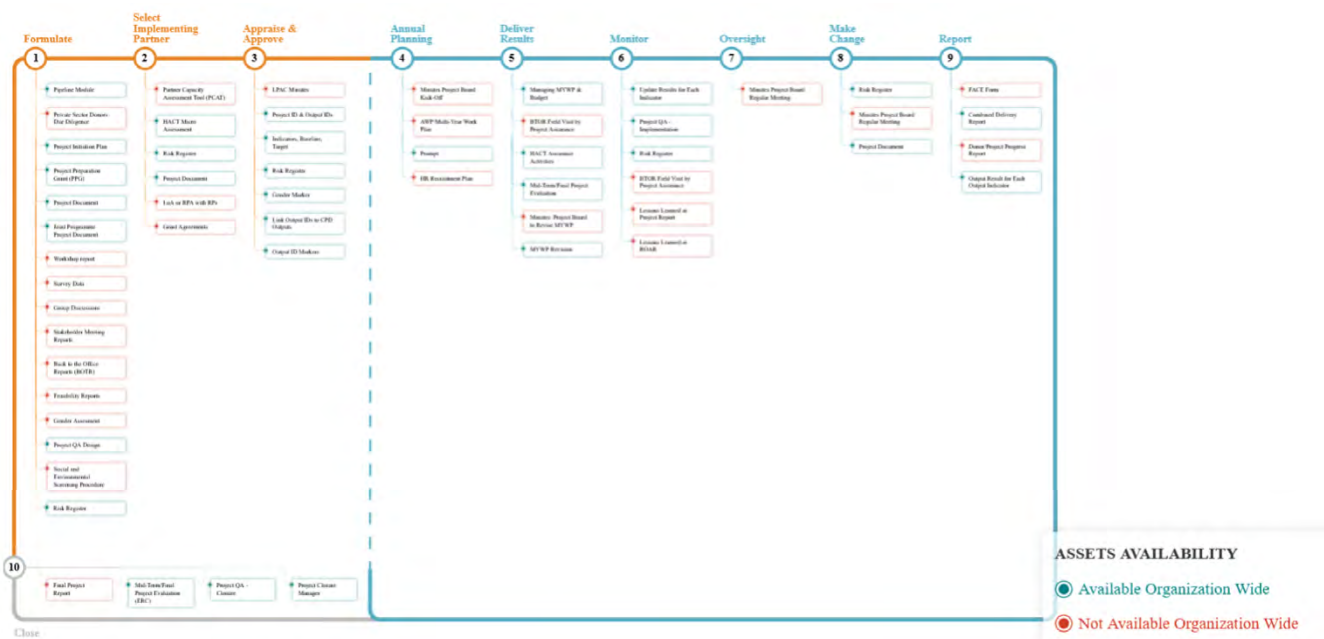 Formulate
1
Pipeline Module
Private Sector Donors
Due Diligence
Project Initiation Plan
Project Preparation
Grant (PPG)
Project Document
Joint Programme
Project Document
Workshop report
Survey Data
Group Discussions
Stakeholder Meeting
Reports
Back to the Office
Reports (BOTR)
Feasibility Reports
Gender Assessment
Project QA Design
Social and
Environmental
Screening Procedure
Risk Register
Select
Implementing
Partner
2
Partner Capacity
Assessment Tool (PCAT)
HACT Micro
Assessment
Risk Register
Project Document
LoA or RPA with RPs
Grant Agreements
Appraise &
Approve
3
LPAC Minutes
Project ID & Output IDs
Indicators, Baseline,
Target
Risk Register
Gender Marker
Link Output IDs to CPD
Outputs
Output ID Markers
Annual
Planning
4
Minutes Project Board
Kick-Off
AWP Multi-Year Work
Plan
Prompt
HR Recruitment Plan
Deliver
Results
5
Managing MYWP &
Budget
BTOR Field Visit by
Project Assurance
HACT Assurance
Activities
Mid-Term/Final Project
Evaluation
Minutes- Project Board
to Revise MYWP
MYWP Revision
Monitor
6
Update Results for Each
Indicator
Project QA -
Implementation
Risk Register
BTOR Field Visit by
Project Assurance
Lessons Learned in
Project Report
Lessons Learned in
ROAR
Oversight
7
Minutes Project Board
Regular Meeting
Make
Change
8
Risk Register
Minutes Project Board
Regular Meeting
Project Document
Report
9
FACE Form
Combined Delivery
Report
Donor Project Progress
Report
Output Result for Each
Output Indicator
10
Final Project
Report
Mid-Term/Final
Project Evaluation
(ERC)
Project QA -
Closure
Project Closure
Manager
Close
ASSETS AVAILABILITY
Available Organization Wide
Not Available Organization Wide